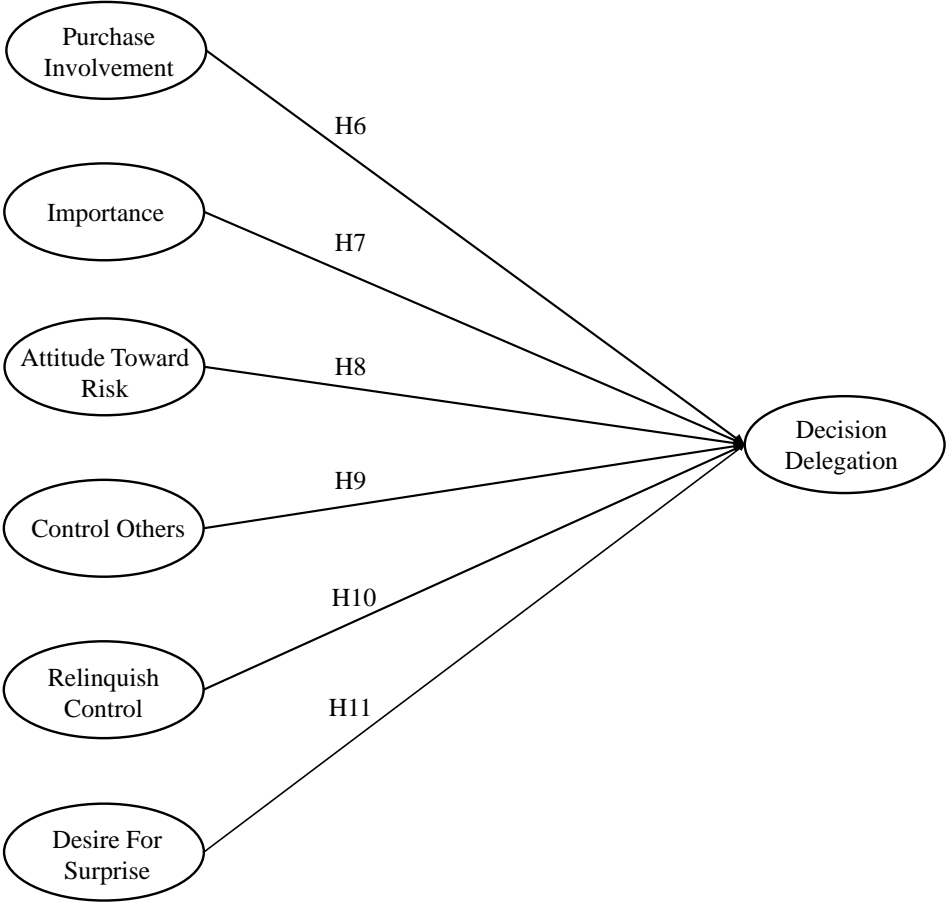 Purchase
Involvement
H6
Importance
H7
Attitude Toward
Risk
H8
Decision
Delegation
Control Others
H9
Relinquish
Control
H10
H11
Desire For
Surprise